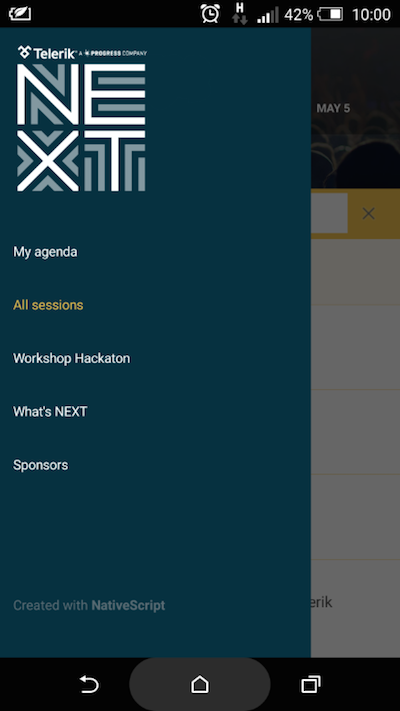 H
42%
10:00
Telerik A PROGRESS COMPANY
NEXT
MAY 5
My agenda
All sessions
Workshop Hackaton
What's NEXT
Sponsors
Created with NativeScript
erik